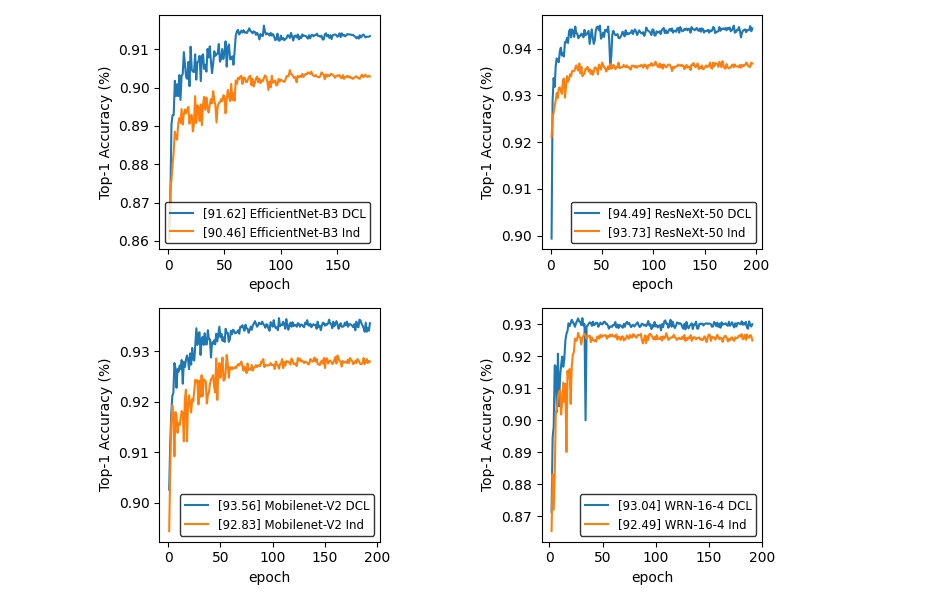 0.91
0.90
0.89
0.88
0.87
0.86
Top-1 Accuracy (%)
[91.62] EfficientNet-B3 DCL
[90.46] EfficientNet-B3 Ind
0 50 100 150
epoch
0.94
0.93
0.92
0.91
0.90
Top-1 Accuracy (%)
[94.49] ResNeXt-50 DCL
[93.73] ResNeXt-50 Ind
0 50 100 150 200
epoch
0.93
0.92
0.91
0.90
Top-1 Accuracy (%)
[93.56] Mobilenet-V2 DCL
[92.83] Mobilenet-V2 Ind
0 50 100 150 200
epoch
0.93
0.92
0.91
0.90
0.89
0.88
0.87
Top-1 Accuracy (%)
[93.04] WRN-16-4 DCL
[92.49] WRN-16-4 Ind
0 50 100 150 200
epoch